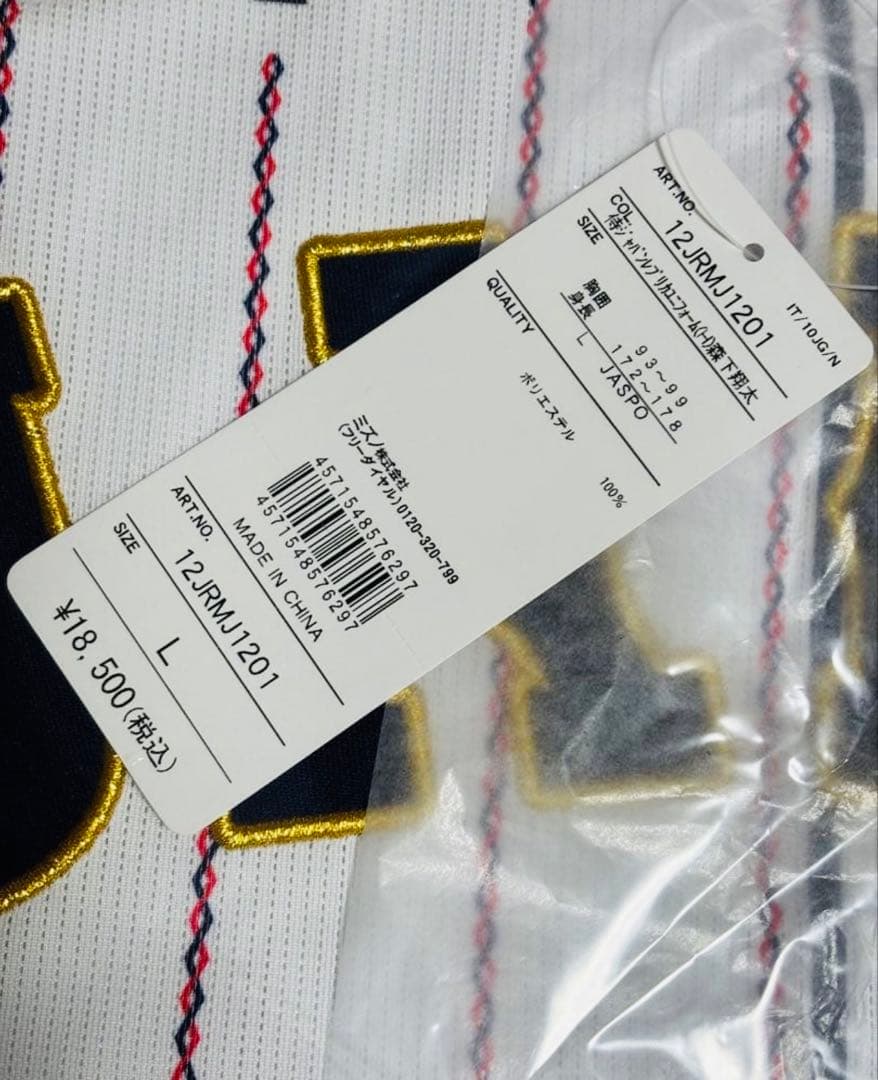 IT/10JG/N
ART.NO. 12JRMJ1201
COL. 侍ジャパンレプリカユニフォーム(H)森下翔太
SIZE
胸囲 93~99
身長 172~178
L JASPO
QUALITY
ポリエステル 100%
ミズノ株式会社
(フリーダイヤル)0120-320-799
4571548576297
4571548576297
MADE IN CHINA
ART.NO. 12JRMJ1201
SIZE L
¥18,500(税込)